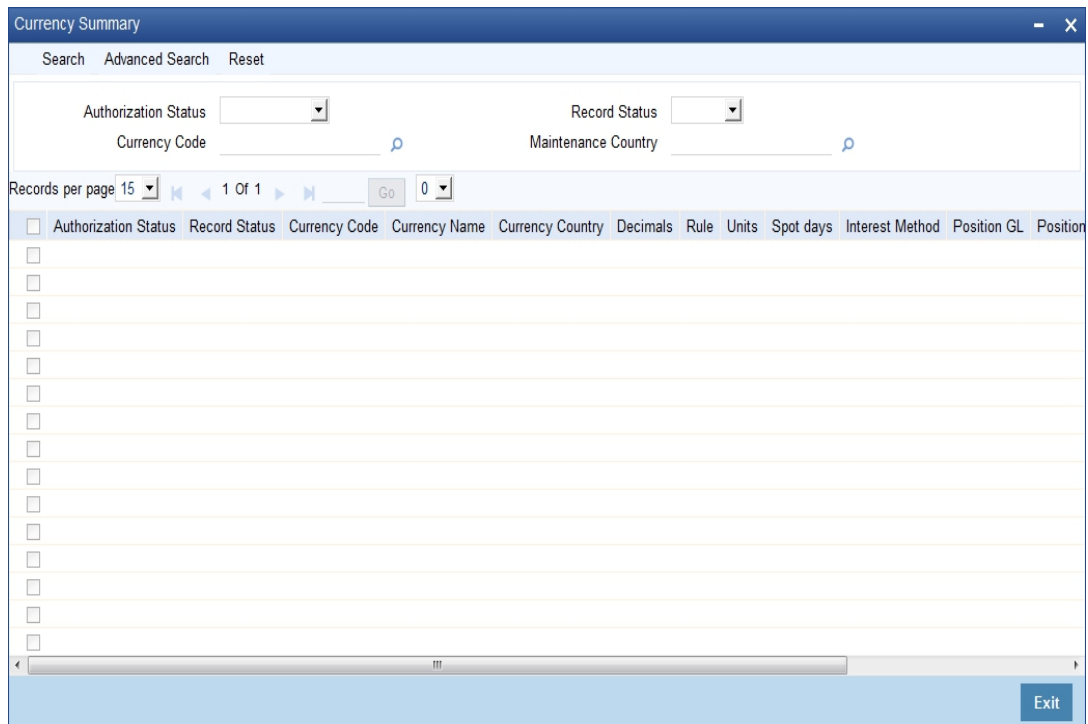 Currency Summary
Search Advanced Search Reset
Authorization Status Record Status
Currency Code Maintenance Country
Records per page 15 1 Of 1 Go 0
Authorization Status Record Status Currency Code Currency Name Currency Country Decimals Rule Units Spot days Interest Method Position GL Position
Exit